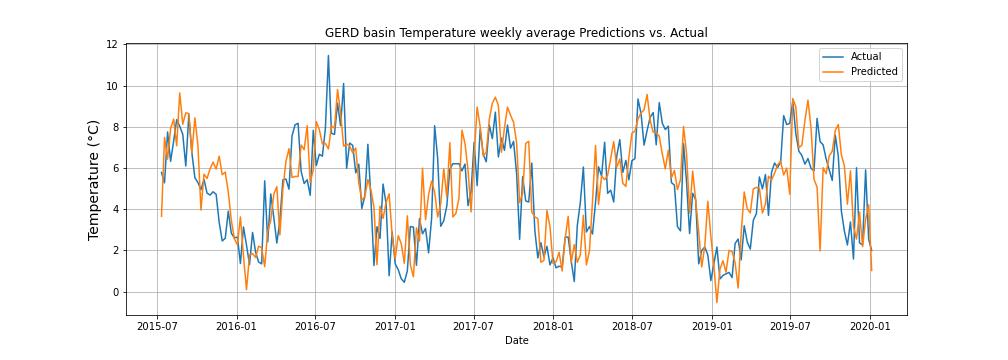 GERD basin Temperature weekly average Predictions vs. Actual
Actual
Predicted
Temperature (°C)
12
10
8
6
4
2
0
2015-07 2016-01 2016-07 2017-01 2017-07 2018-01 2018-07 2019-01 2019-07 2020-01
Date